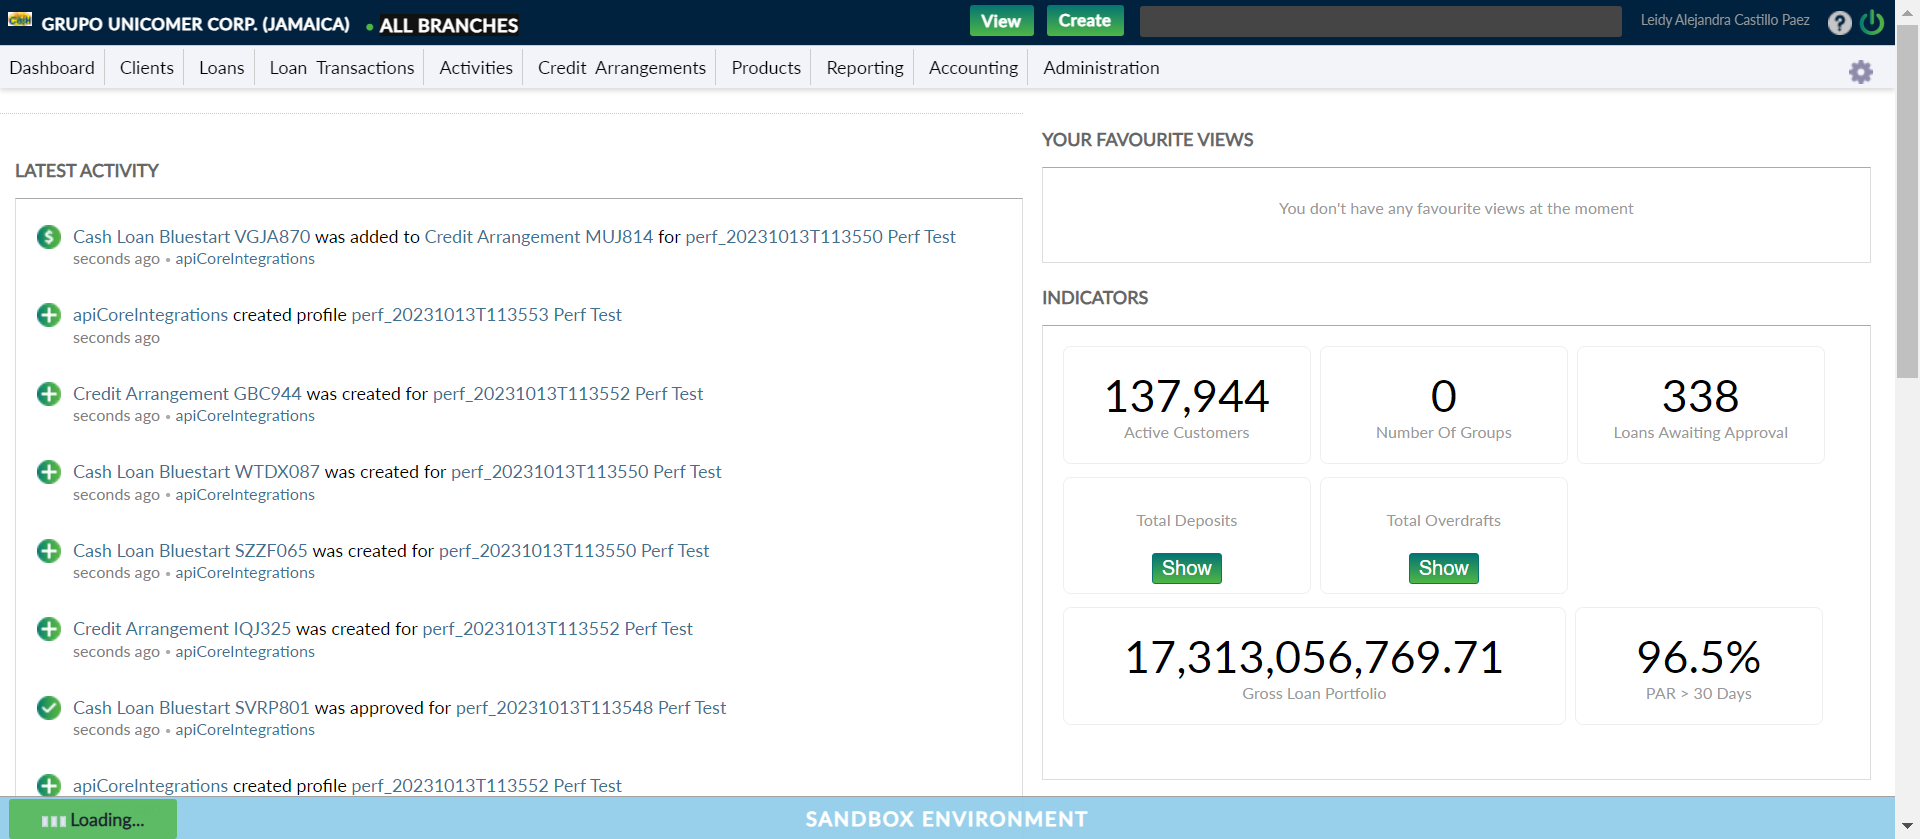 Cash
GRUPO UNICOMER CORP. (JAMAICA) • ALL BRANCHES
View
Create
Leidy Alejandra Castillo Paez
?
Dashboard
Clients
Loans
Loan Transactions
Activities
Credit Arrangements
Products
Reporting
Accounting
Administration
LATEST ACTIVITY
Cash Loan Bluestart VGJA870 was added to Credit Arrangement MUJ814 for perf_20231013T113550 Perf Test
seconds ago • apiCoreIntegrations
apiCoreIntegrations created profile perf_20231013T113553 Perf Test
seconds ago
Credit Arrangement GBC944 was created for perf_20231013T113552 Perf Test
seconds ago • apiCoreIntegrations
Cash Loan Bluestart WTDX087 was created for perf_20231013T113550 Perf Test
seconds ago • apiCoreIntegrations
Cash Loan Bluestart SZZF065 was created for perf_20231013T113550 Perf Test
seconds ago • apiCoreIntegrations
Credit Arrangement IQJ325 was created for perf_20231013T113552 Perf Test
seconds ago • apiCoreIntegrations
Cash Loan Bluestart SVRP801 was approved for perf_20231013T113548 Perf Test
seconds ago • apiCoreIntegrations
apiCoreIntegrations created profile perf_20231013T113552 Perf Test
YOUR FAVOURITE VIEWS
You don't have any favourite views at the moment
INDICATORS
137,944
Active Customers
0
Number Of Groups
338
Loans Awaiting Approval
Total Deposits
Show
Total Overdrafts
Show
17,313,056,769.71
Gross Loan Portfolio
96.5%
PAR > 30 Days
Loading...
SANDBOX ENVIRONMENT